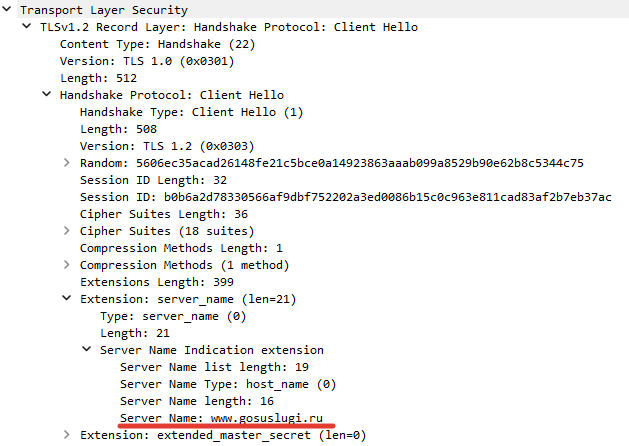 Transport Layer Security
TLSv1.2 Record Layer: Handshake Protocol: Client Hello
Content Type: Handshake (22)
Version: TLS 1.0 (0x0301)
Length: 512
Handshake Protocol: Client Hello
Handshake Type: Client Hello (1)
Length: 508
Version: TLS 1.2 (0x0303)
Random: 5606ec35acad26148fe21c5bce0a14923863aaab099a8529b90e62b8c5344c75
Session ID Length: 32
Session ID: b0b6a2d78330566af9dbf752202a3ed0086b15c0c963e811cad83af2b7eb37ac
Cipher Suites Length: 36
Cipher Suites (18 suites)
Compression Methods Length: 1
Compression Methods (1 method)
Extensions Length: 399
Extension: server_name (len=21)
Type: server_name (0)
Length: 21
Server Name Indication extension
Server Name list length: 19
Server Name Type: host_name (0)
Server Name length: 16
Server Name: www.gosuslugi.ru
Extension: extended_master_secret (len=0)